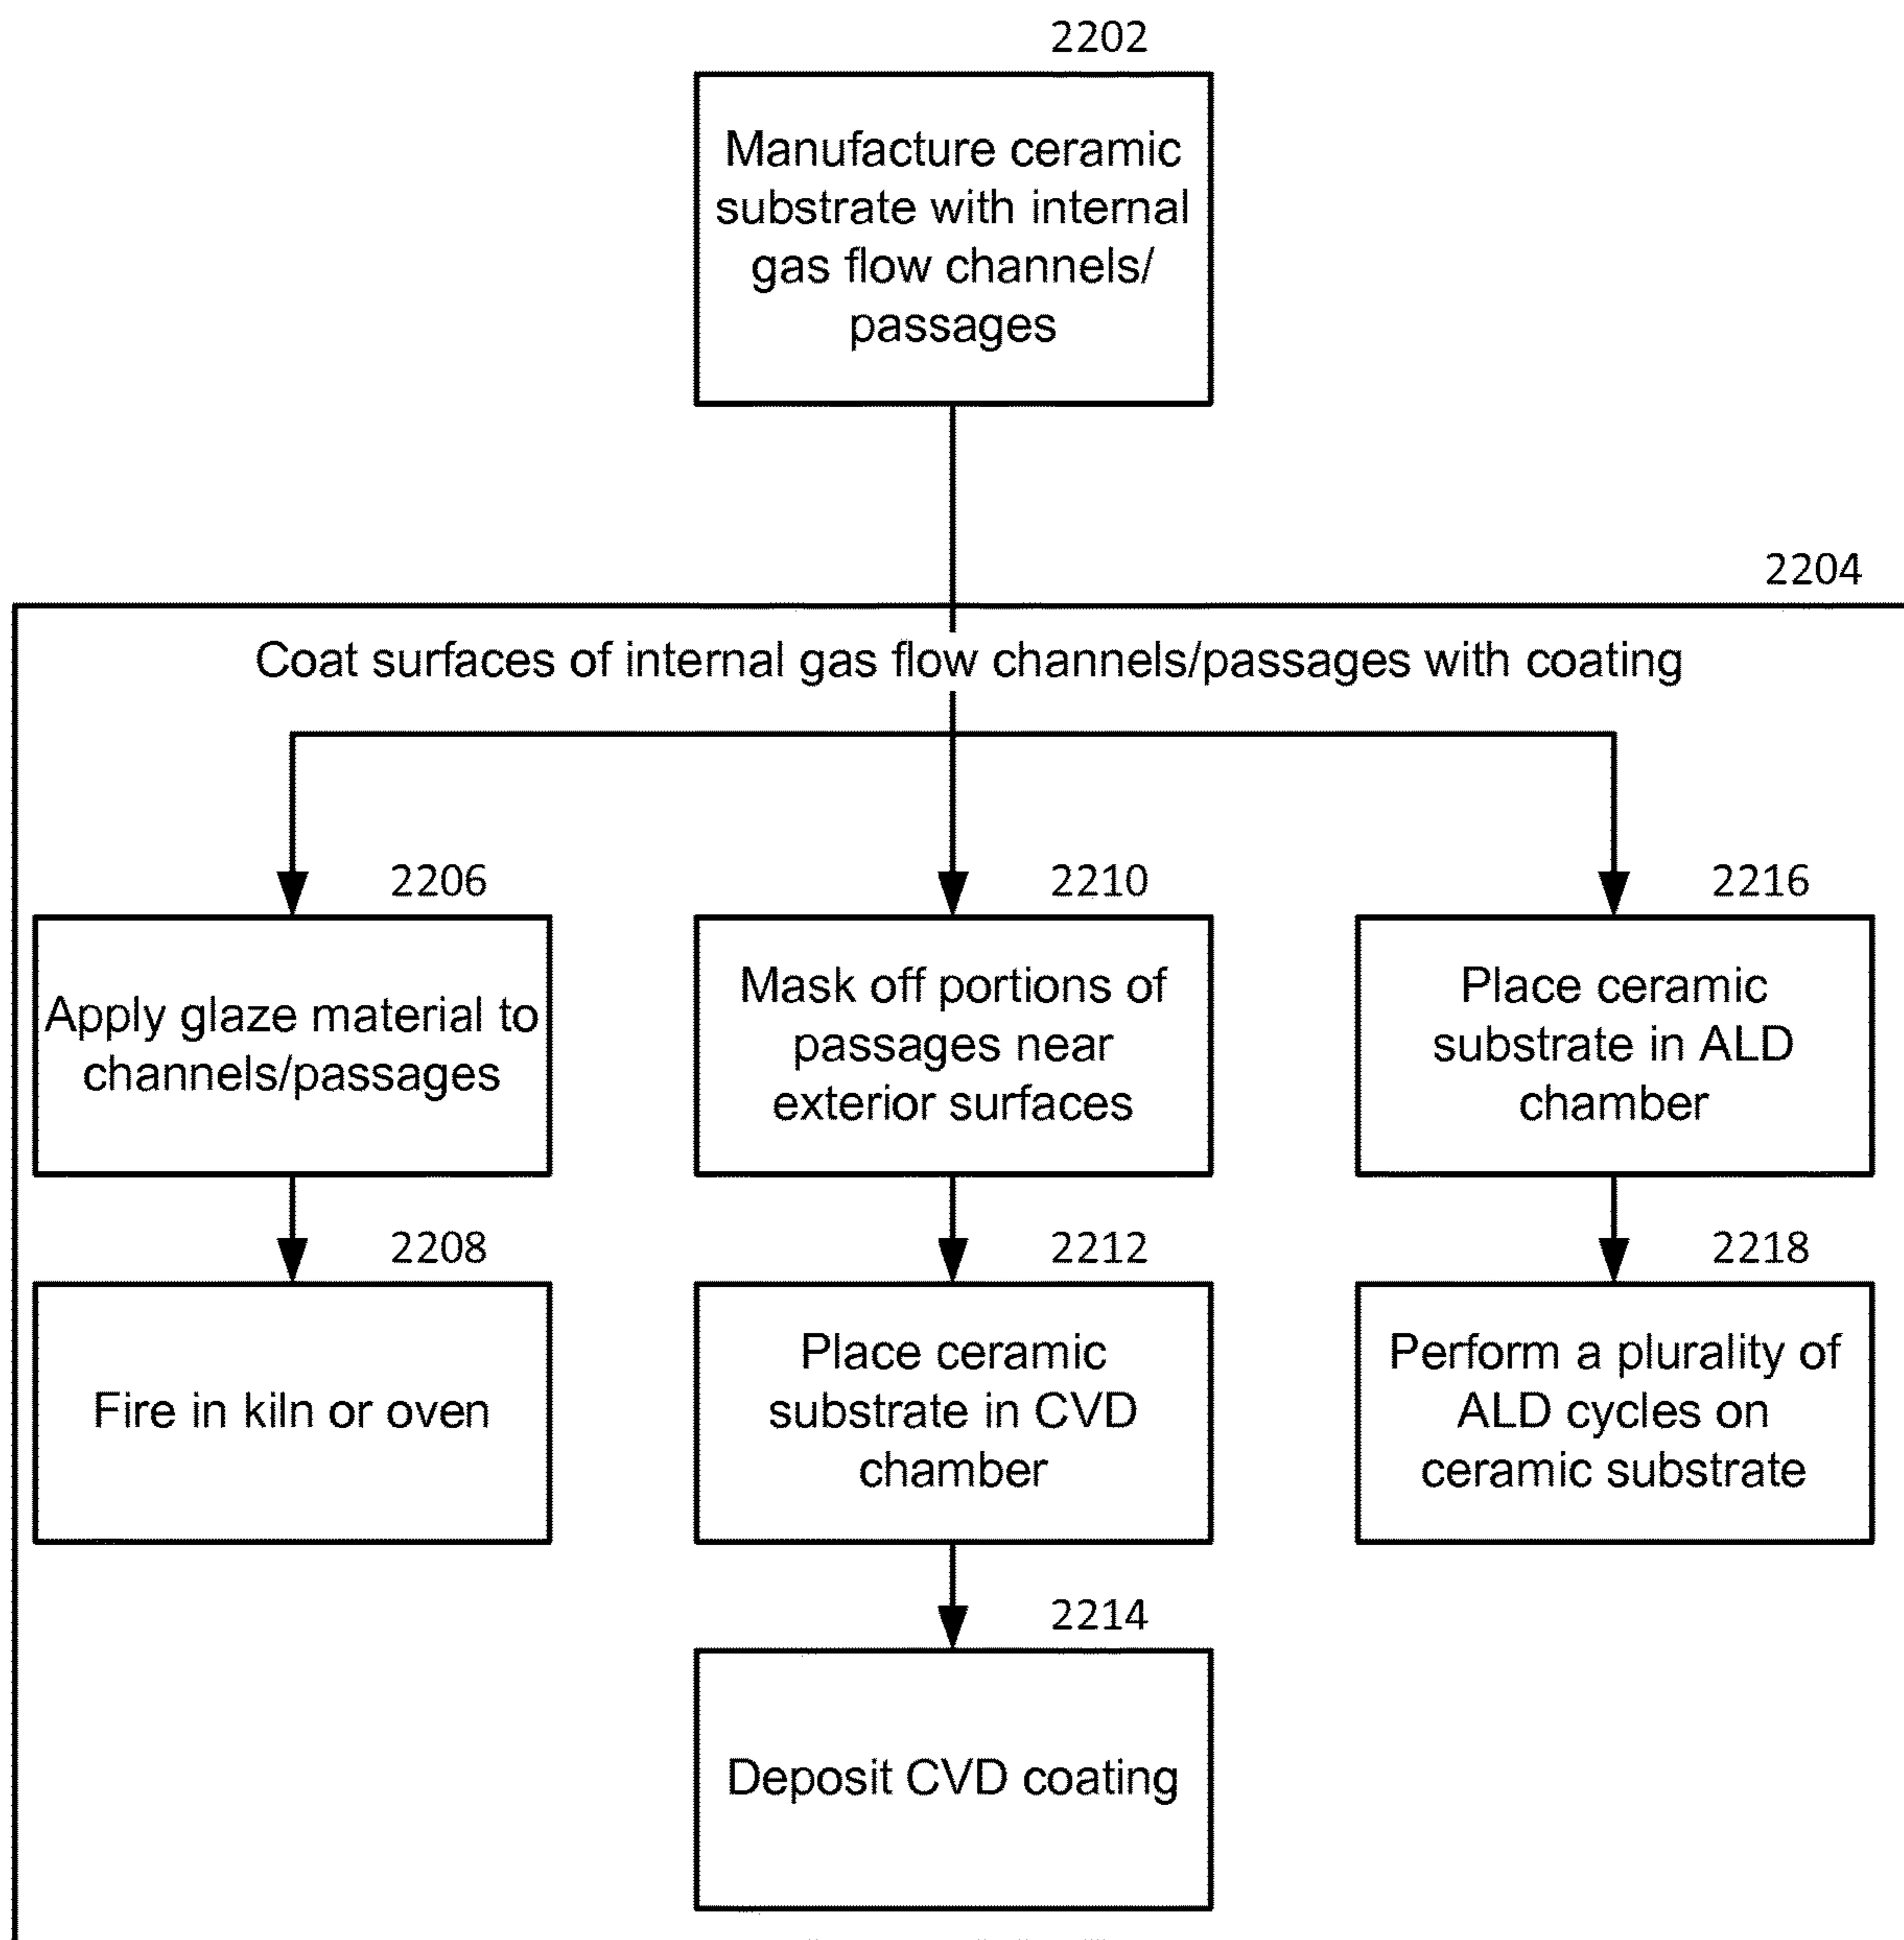 2202
Manufacture ceramic
substrate with internal
gas flow channels/
passages
2204
Coat surfaces of internal gas flow channels/passages with coating
2206
Apply glaze material to
channels/passages
2208
Fire in kiln or oven
2210
Mask off portions of
passages near
exterior surfaces
2212
Place ceramic
substrate in CVD
chamber
2214
Deposit CVD coating
2216
Place ceramic
substrate in ALD
chamber
2218
Perform a plurality of
ALD cycles on
ceramic substrate